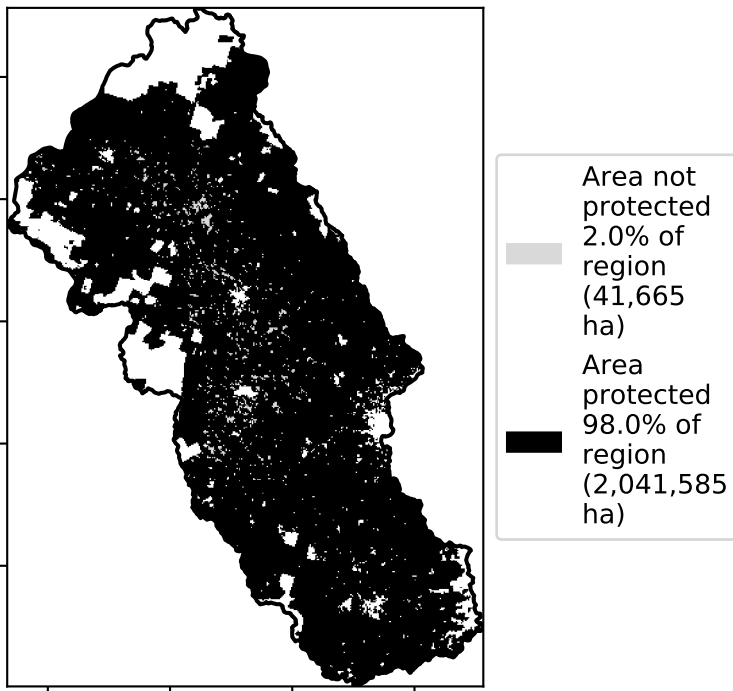 Area not
protected
2.0% of
region
(41,665
ha)
Area
protected
98.0% of
region
(2,041,585
ha)